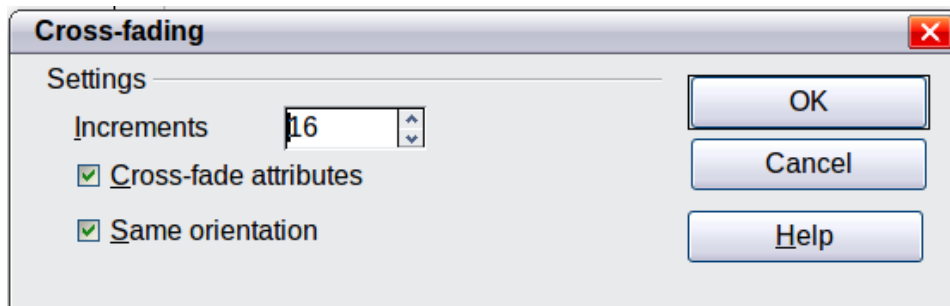 Cross-fading
Settings
Increments 16
Cross-fade attributes
Same orientation
OK
Cancel
Help